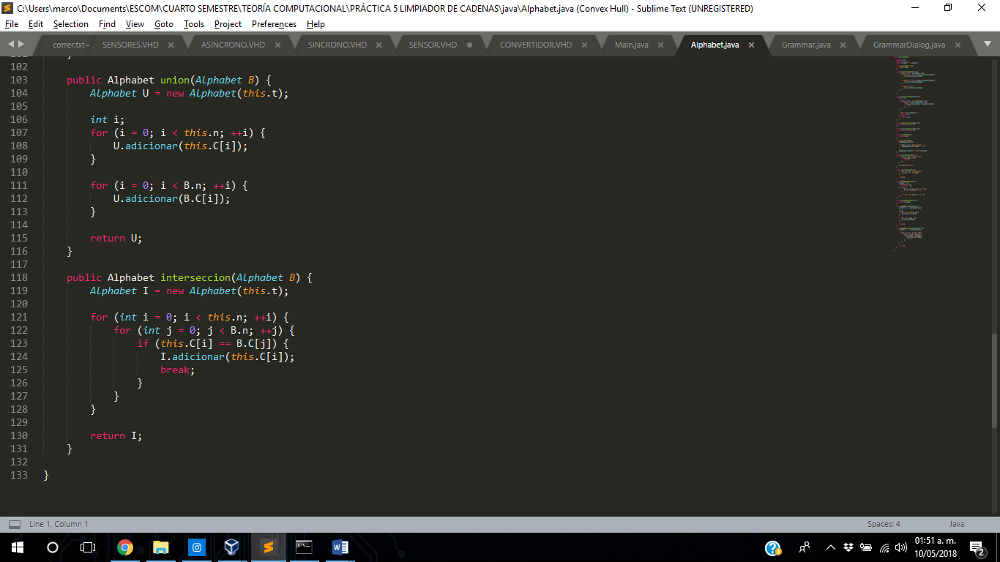 C:\Users\marco\Documents\ESCOM\CUARTO SEMESTRE\TEORÍA COMPUTACIONAL\PRÁCTICA 5 LIMPIADOR DE CADENAS\java\Alphabet.java (Convex Hull) - Sublime Text (UNREGISTERED)
File Edit Selection Find View Goto Tools Project Preferences Help
correr.txt~ SENSORES.VHD ASINCRONO.VHD SINCRONO.VHD SENSOR.VHD CONVERTIDOR.VHD Main.java Alphabet.java Grammar.java GrammarDialog.java
102
103 public Alphabet union(Alphabet B) {
104 Alphabet U = new Alphabet(this.t);
105
106 int i;
107 for (i = 0; i < this.n; ++i) {
108 U.adicionar(this.C[i]);
109 }
110
111 for (i = 0; i < B.n; ++i) {
112 U.adicionar(B.C[i]);
113 }
114
115 return U;
116 }
117
118 public Alphabet interseccion(Alphabet B) {
119 Alphabet I = new Alphabet(this.t);
120
121 for (int i = 0; i < this.n; ++i) {
122 for (int j = 0; j < B.n; ++j) {
123 if (this.C[i] == B.C[j]) {
124 I.adicionar(this.C[i]);
125 break;
126 }
127 }
128 }
129
130 return I;
131 }
132
133 }
Line 1, Column 1 Spaces: 4 Java
01:51 a. m.
10/05/2018
2